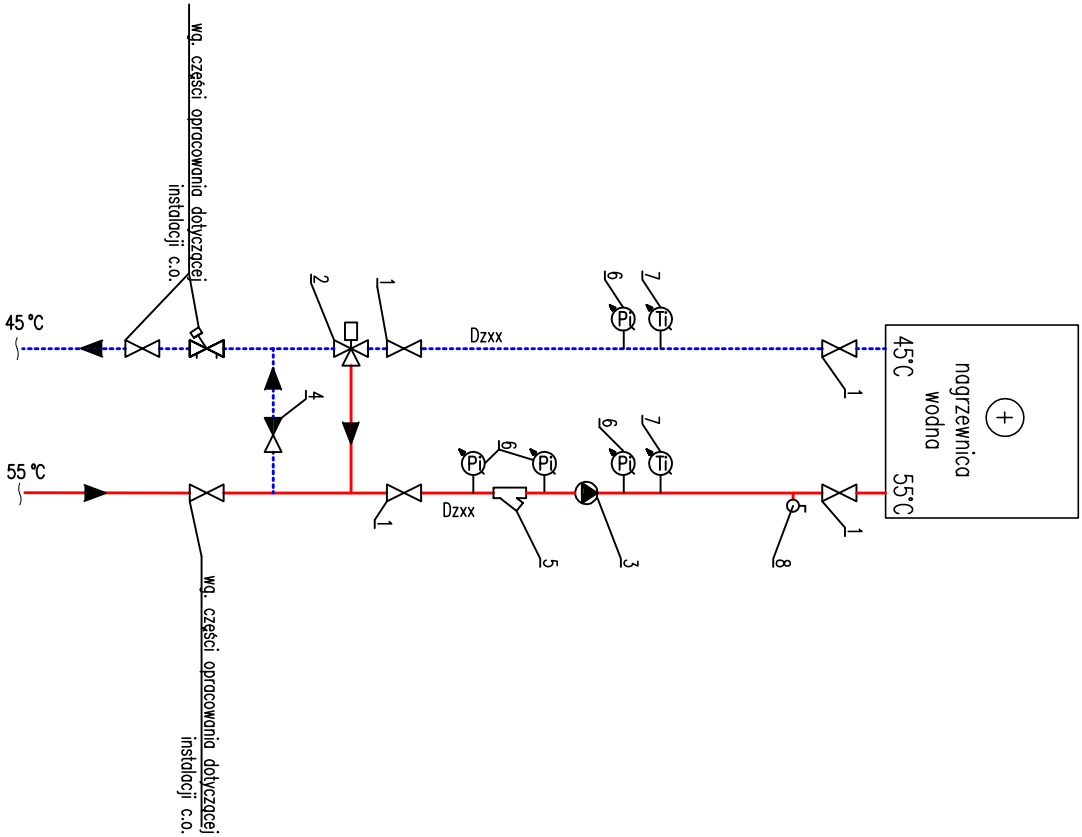 wg. części opracowania dotyczącej
instalacji c.o.
45 °C
2
1
6
7
Pi
Ti
Dzxx
1
45°C
nagrzewnica
wodna
+
55°C
4
6
6
7
Pi
Pi
Pi
Ti
55 °C
1
Dzxx
5
3
8
1
wg. części opracowania dotyczącej
instalacji c.o.